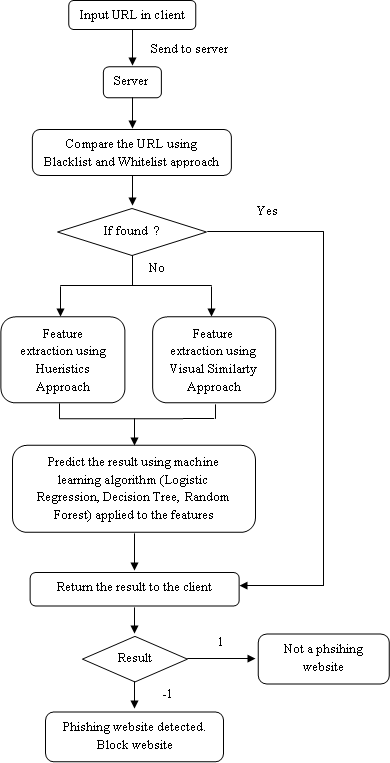 Input URL in client
Send to server
Server
Compare the URL using
Blacklist and Whitelist approach
Yes
If found ?
No
Feature
extraction using
Hueristics
Approach
Feature
extraction using
Visual Similarty
Approach
Predict the result using machine
learning algorithm (Logistic
Regression, Decision Tree, Random
Forest) applied to the features
Return the result to the client
Result
1
Not a phsihing
website
-1
Phishing website detected.
Block website